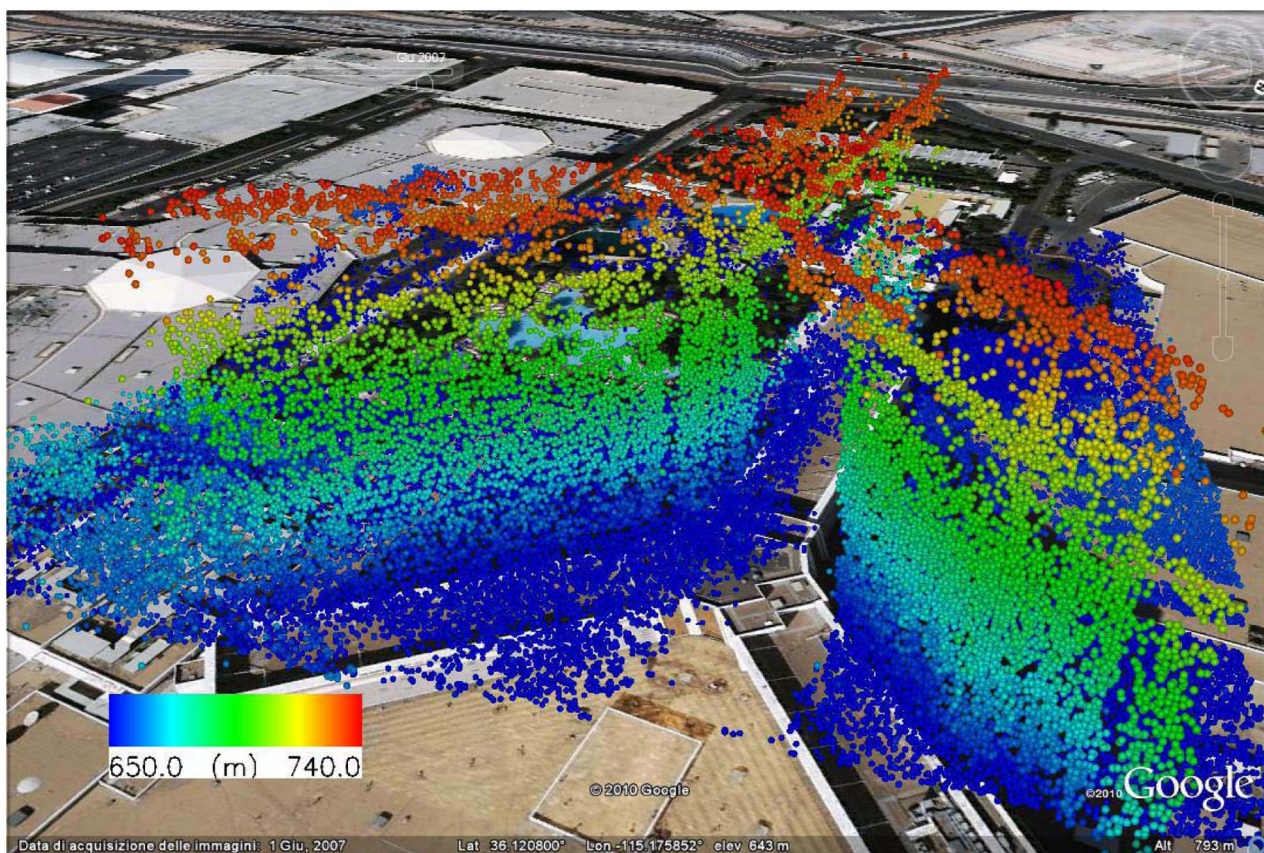 Giu 2007
650.0 (m) 740.0
© 2010 Google
©2010 Google
Data di acquisizione delle immagini: 1 Giu, 2007 Lat 36.120800° Lon -115.175852° elev 643 m Alt 793 m